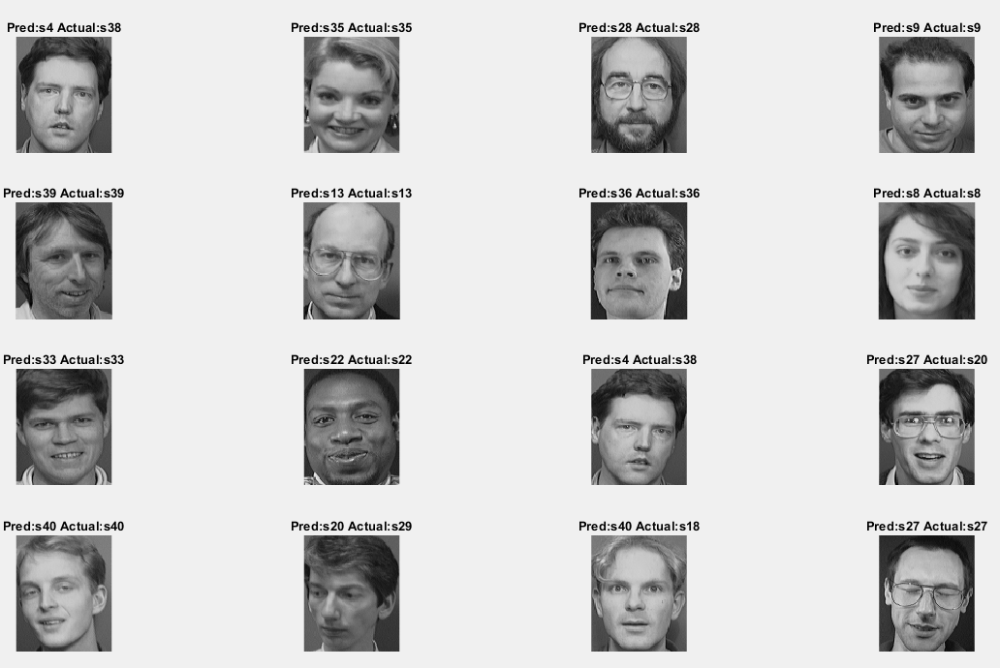 Pred:s4 Actual:s38
Pred:s35 Actual:s35
Pred:s28 Actual:s28
Pred:s9 Actual:s9
Pred:s39 Actual:s39
Pred:s13 Actual:s13
Pred:s36 Actual:s36
Pred:s8 Actual:s8
Pred:s33 Actual:s33
Pred:s22 Actual:s22
Pred:s4 Actual:s38
Pred:s27 Actual:s20
Pred:s40 Actual:s40
Pred:s20 Actual:s29
Pred:s40 Actual:s18
Pred:s27 Actual:s27